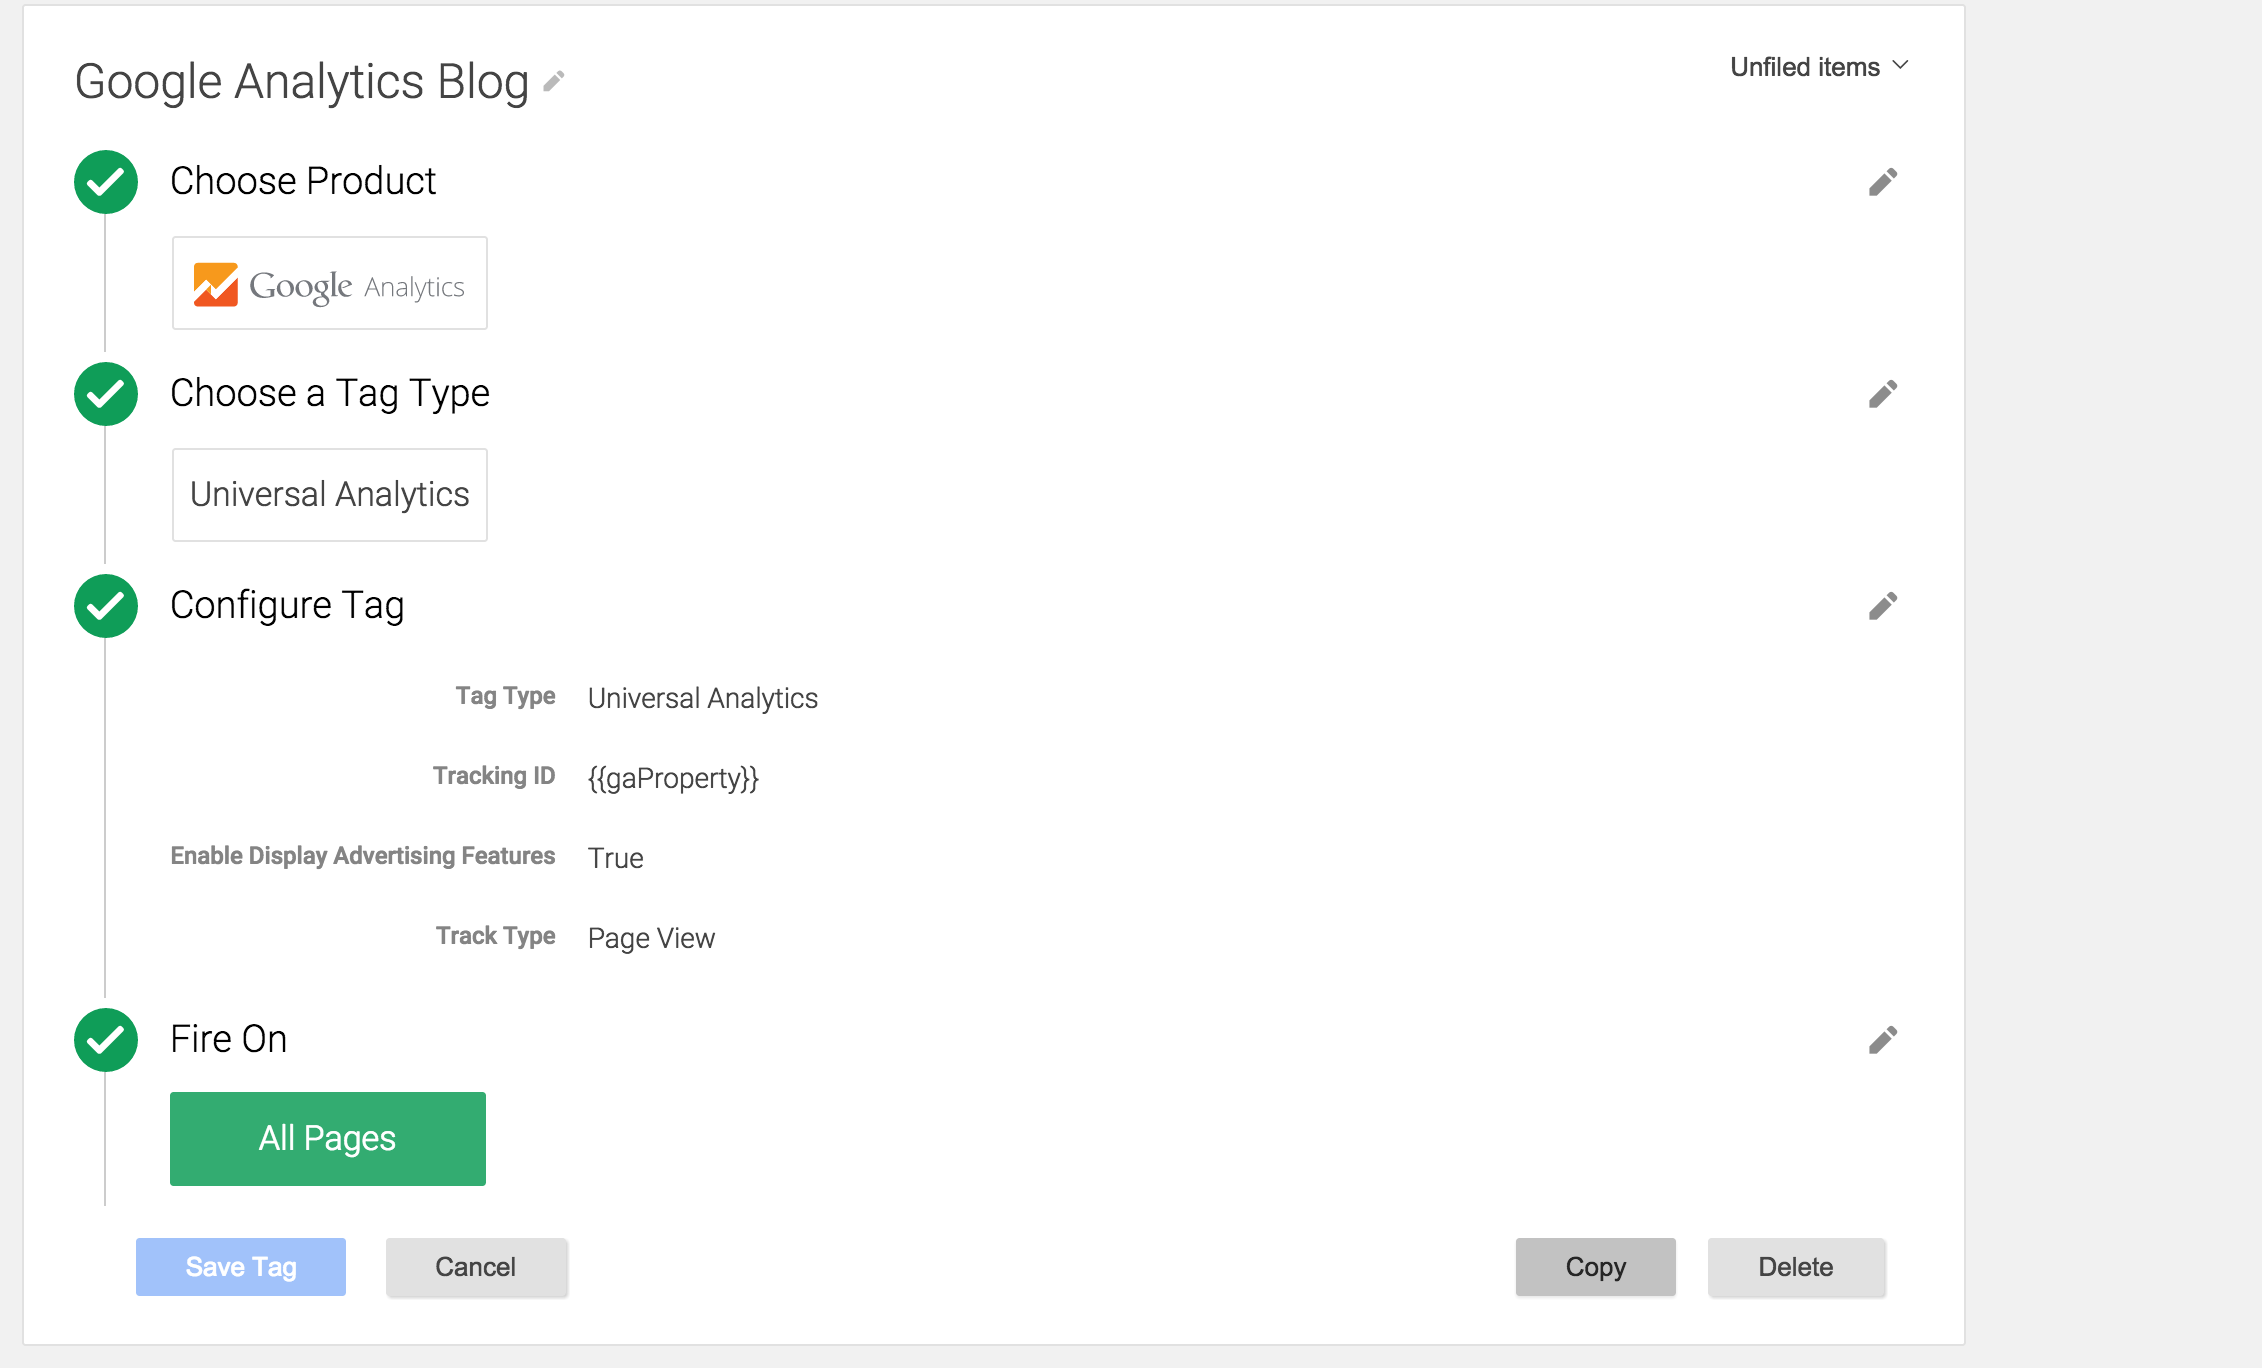 Google Analytics Blog
Unfiled items
Choose Product
Google Analytics
Choose a Tag Type
Universal Analytics
Configure Tag
Tag Type Universal Analytics
Tracking ID {{gaProperty}}
Enable Display Advertising Features True
Track Type Page View
Fire On
All Pages
Save Tag Cancel Copy Delete